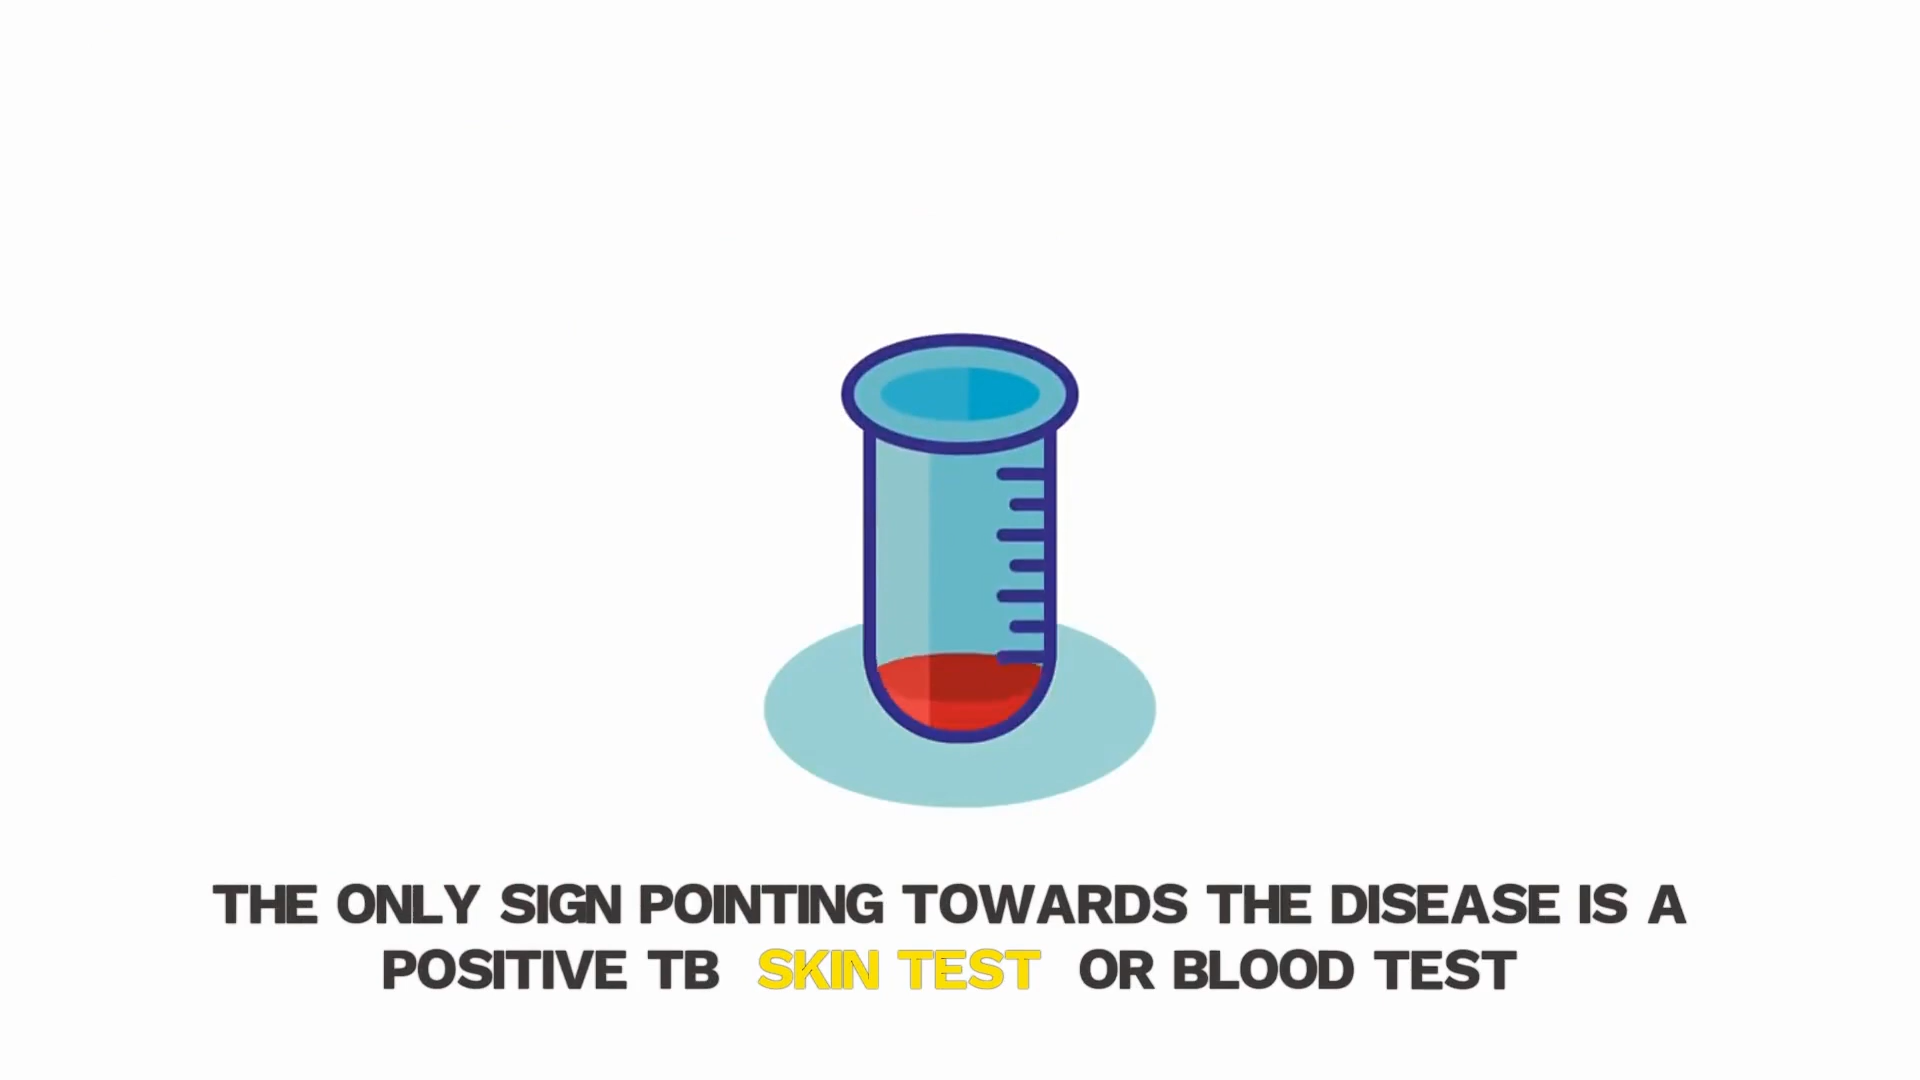 THE ONLY SIGN POINTING TOWARDS THE DISEASE IS A
POSITIVE TB SKIN TEST OR BLOOD TEST